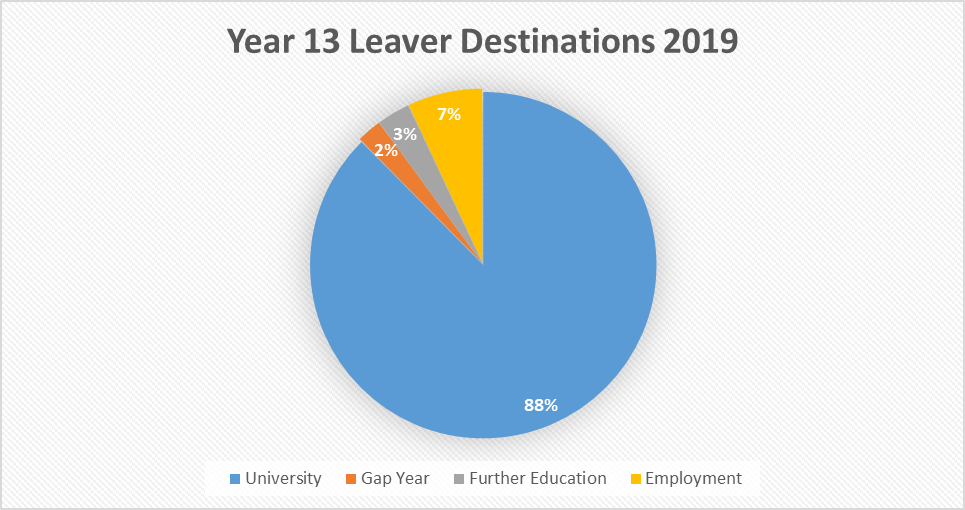 Year 13 Leaver Destinations 2019
7%
3%
2%
88%
University Gap Year Further Education Employment